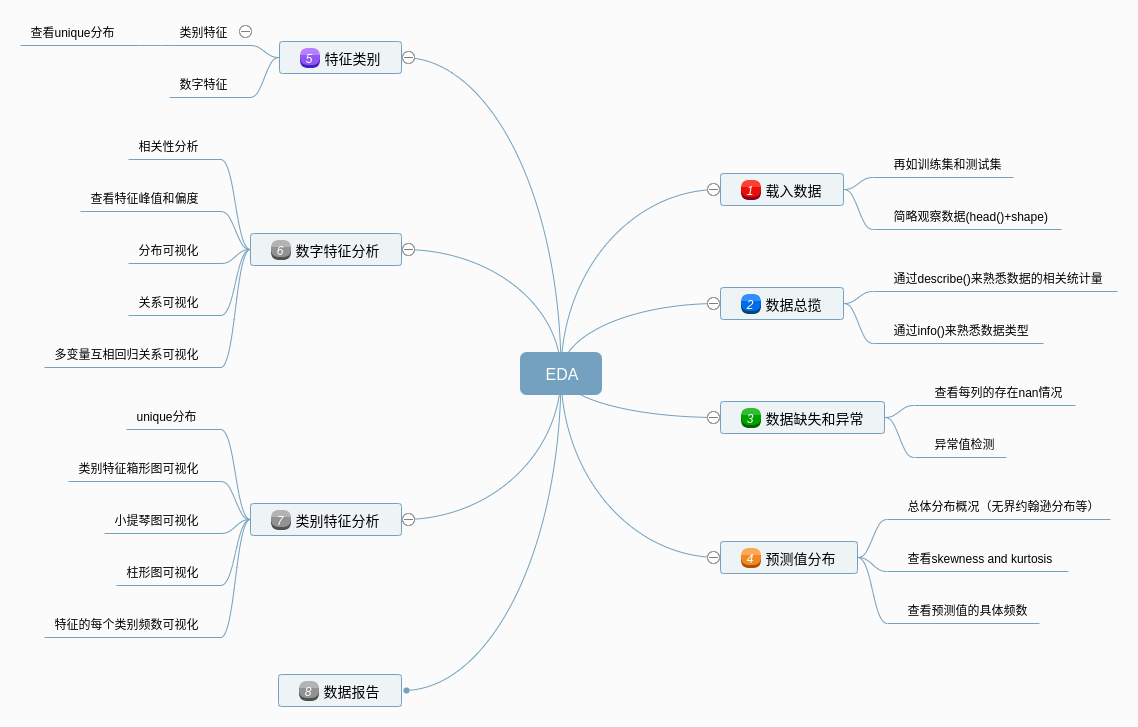 EDA
1 载入数据
再如训练集和测试集
简略观察数据(head()+shape)
2 数据总揽
通过describe()来熟悉数据的相关统计量
通过info()来熟悉数据类型
3 数据缺失和异常
查看每列的存在nan情况
异常值检测
4 预测值分布
总体分布概况（无界约翰逊分布等）
查看skewness and kurtosis
查看预测值的具体频数
5 特征类别
类别特征
查看unique分布
数字特征
6 数字特征分析
相关性分析
查看特征峰值和偏度
分布可视化
关系可视化
多变量互相回归关系可视化
7 类别特征分析
unique分布
类别特征箱形图可视化
小提琴图可视化
柱形图可视化
特征的每个类别频数可视化
8 数据报告